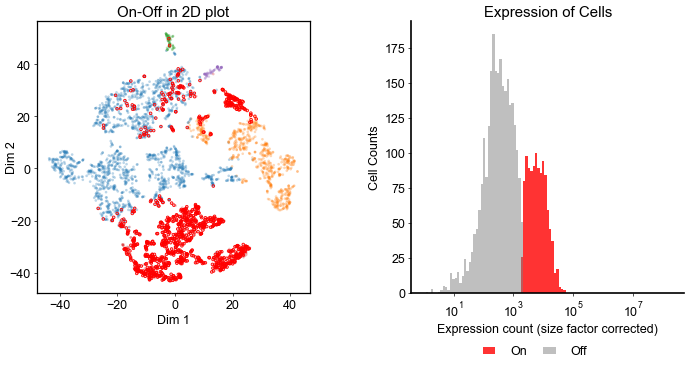 On-Off in 2D plot
Dim 2
40
20
0
−20
−40
−40 −20 0 20 40
Dim 1
Expression of Cells
Cell Counts
175
150
125
100
75
50
25
0
10^1 10^3 10^5 10^7
Expression count (size factor corrected)
On Off